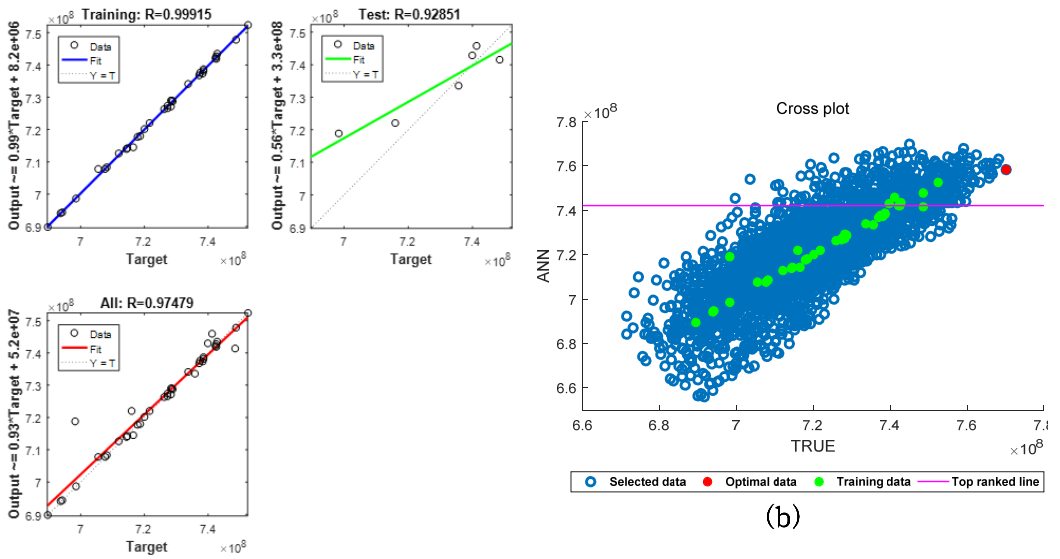 Training: R=0.99915
×10^8
7.5
7.4
7.3
7.2
7.1
7
6.9
Data
Fit
Y = T
Output ~= 0.99*Target + 8.2e+06
7
7.2
7.4
×10^8
Target
Test: R=0.92851
×10^8
7.5
7.4
7.3
7.2
7.1
7
6.9
Data
Fit
Y = T
Output ~= 0.56*Target + 3.3e+08
7
7.2
7.4
×10^8
Target
All: R=0.97479
×10^8
7.5
7.4
7.3
7.2
7.1
7
6.9
Data
Fit
Y = T
Output ~= 0.93*Target + 5.2e+07
7
7.2
7.4
×10^8
Target
Cross plot
×10^8
7.8
7.6
7.4
7.2
7
6.8
6.6
ANN
6.6
6.8
7
7.2
7.4
7.6
7.8
×10^8
TRUE
Selected data
Optimal data
Training data
Top ranked line
(b)